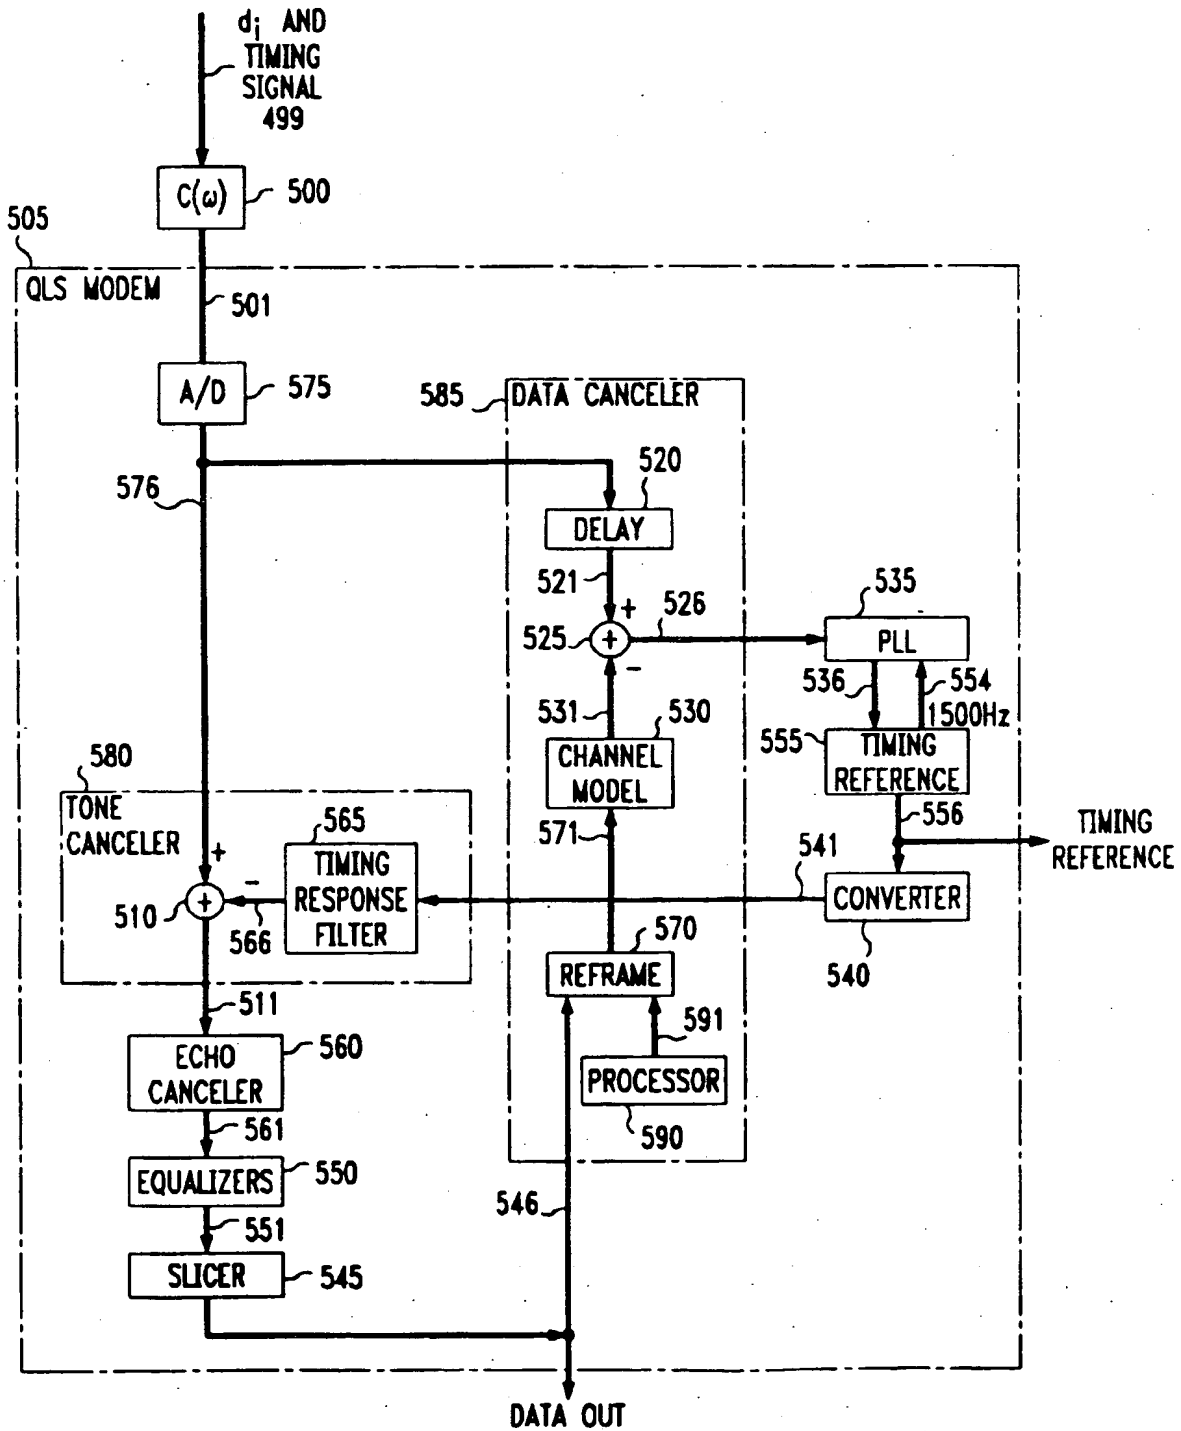 di AND
TIMING
SIGNAL
499
C(ω)
500
505
QLS MODEM
501
A/D
575
585
DATA CANCELER
520
576
DELAY
521
+
526
535
525
+
PLL
−
536
554
1500Hz
531
530
555
TIMING
REFERENCE
CHANNEL
MODEL
580
TONE
CANCELER
565
571
556
TIMING
REFERENCE
+
−
TIMING
RESPONSE
FILTER
541
CONVERTER
510
+
566
570
540
REFRAME
511
591
ECHO
CANCELER
560
PROCESSOR
590
561
EQUALIZERS
550
546
551
SLICER
545
DATA OUT